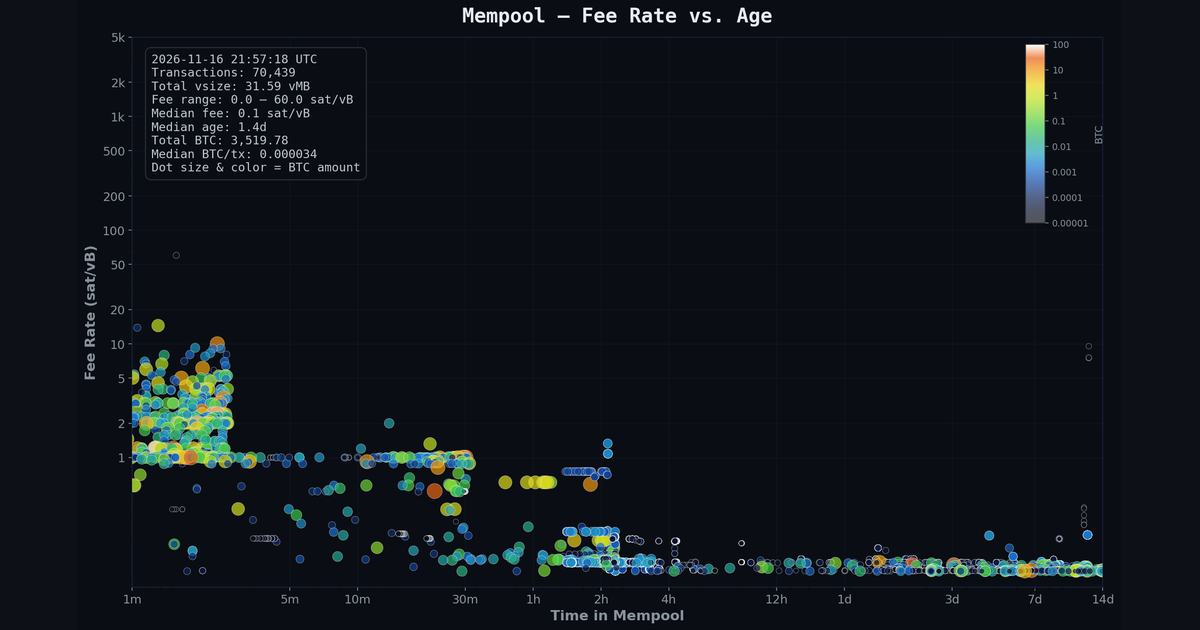 Mempool — Fee Rate vs. Age
2026-11-16 21:57:18 UTC
Transactions: 70,439
Total vsize: 31.59 vMB
Fee range: 0.0 – 60.0 sat/vB
Median fee: 0.1 sat/vB
Median age: 1.4d
Total BTC: 3,519.78
Median BTC/tx: 0.000034
Dot size & color = BTC amount
100
10
1
0.1
0.01
0.001
0.0001
0.00001
BTC
Fee Rate (sat/vB)
5k
2k
1k
500
200
100
50
20
10
5
2
1
1m
5m
10m
30m
1h
2h
4h
12h
1d
3d
7d
14d
Time in Mempool